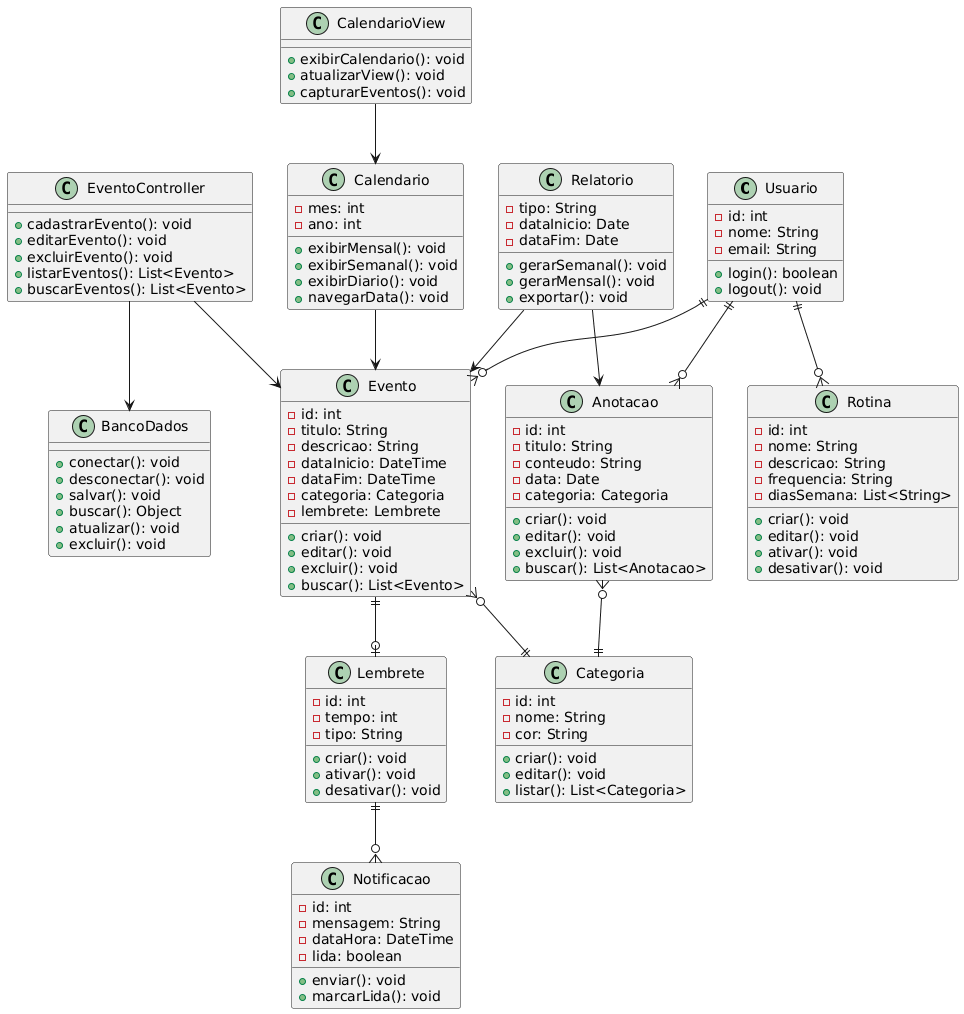 C CalendarioView
exibirCalendario(): void
atualizarView(): void
capturarEventos(): void
C EventoController
cadastrarEvento(): void
editarEvento(): void
excluirEvento(): void
listarEventos(): List<Evento>
buscarEventos(): List<Evento>
C Calendario
mes: int
ano: int
exibirMensal(): void
exibirSemanal(): void
exibirDiario(): void
navegarData(): void
C Relatorio
tipo: String
dataInicio: Date
dataFim: Date
gerarSemanal(): void
gerarMensal(): void
exportar(): void
C Usuario
id: int
nome: String
email: String
login(): boolean
logout(): void
C BancoDados
conectar(): void
desconectar(): void
salvar(): void
buscar(): Object
atualizar(): void
excluir(): void
C Evento
id: int
titulo: String
descricao: String
dataInicio: DateTime
dataFim: DateTime
categoria: Categoria
lembrete: Lembrete
criar(): void
editar(): void
excluir(): void
buscar(): List<Evento>
C Anotacao
id: int
titulo: String
conteudo: String
data: Date
categoria: Categoria
criar(): void
editar(): void
excluir(): void
buscar(): List<Anotacao>
C Rotina
id: int
nome: String
descricao: String
frequencia: String
diasSemana: List<String>
criar(): void
editar(): void
ativar(): void
desativar(): void
C Lembrete
id: int
tempo: int
tipo: String
criar(): void
ativar(): void
desativar(): void
C Categoria
id: int
nome: String
cor: String
criar(): void
editar(): void
listar(): List<Categoria>
C Notificacao
id: int
mensagem: String
dataHora: DateTime
lida: boolean
enviar(): void
marcarLida(): void